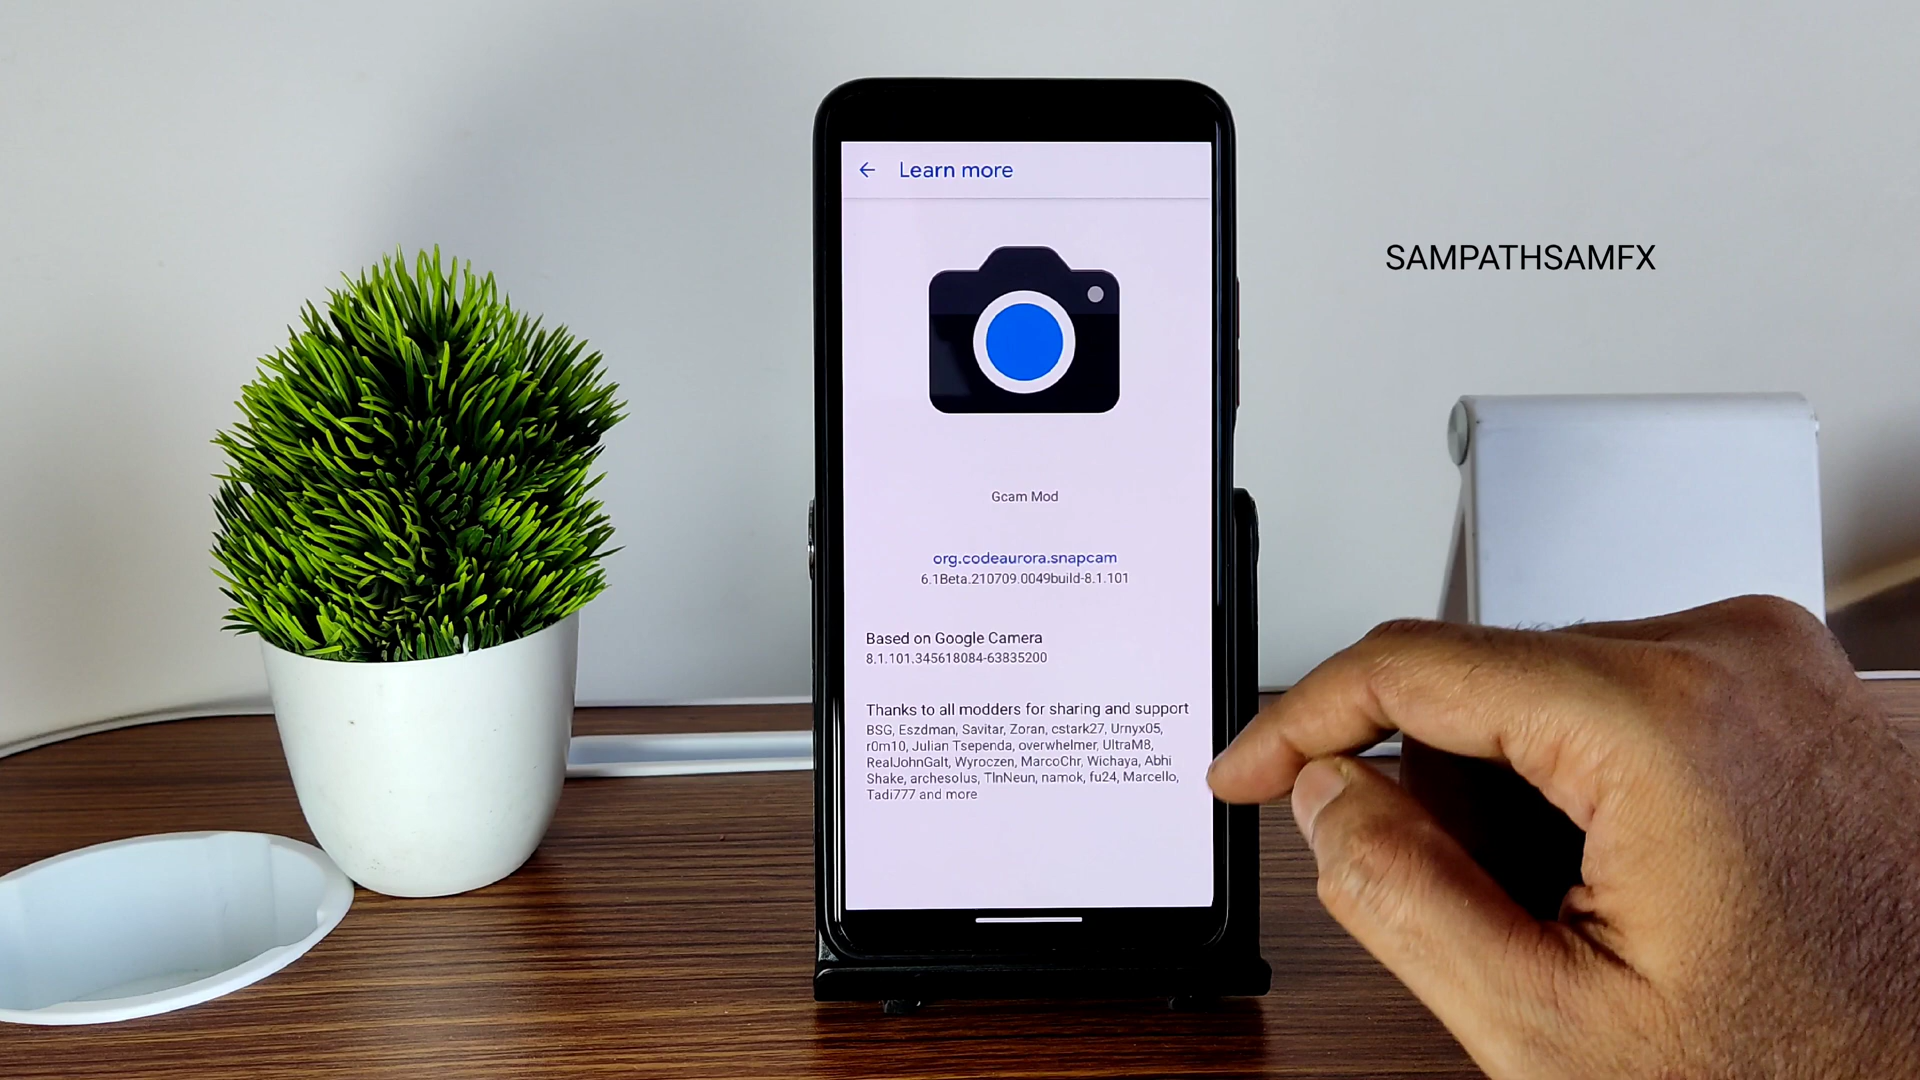 Learn more
SAMPATHSAMFX
Gcam Mod
org.codeaurora.snapcam
6.1Beta.210709.0049build-8.1.101
Based on Google Camera
8.1.101.345618084-63835200
Thanks to all modders for sharing and support
BSG, Eszdman, Savitar, Zoran, cstark27, Urnyx05,
r0m10, Julian Tsependa, overwhelmer, UltraM8,
RealJohnGalt, Wyroczen, MarcoChr, Wichaya, Abhi
Shake, archesolus, TlnNeun, namok, fu24, Marcello,
Tadi777 and more